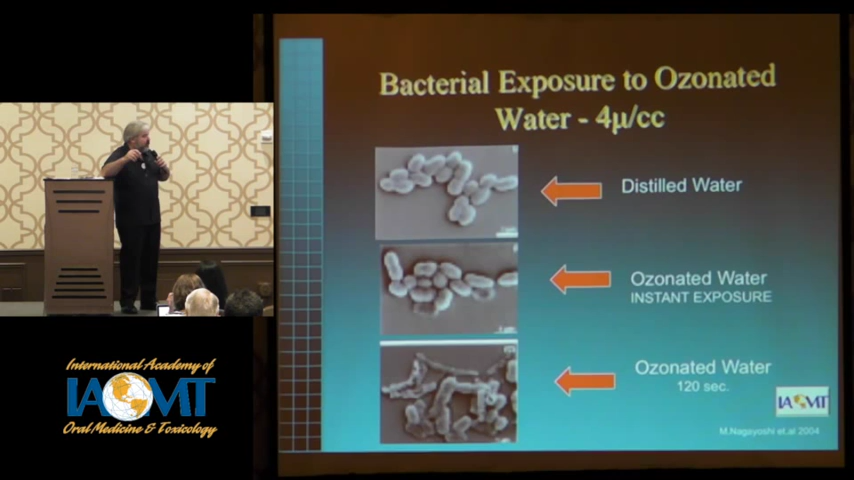 Bacterial Exposure to Ozonated
Water - 4µ/cc
Distilled Water
Ozonated Water
INSTANT EXPOSURE
Ozonated Water
120 sec.
IAOMT
M.Nagayoshi et.al 2004
International Academy of
IAOMT
Oral Medicine & Toxicology